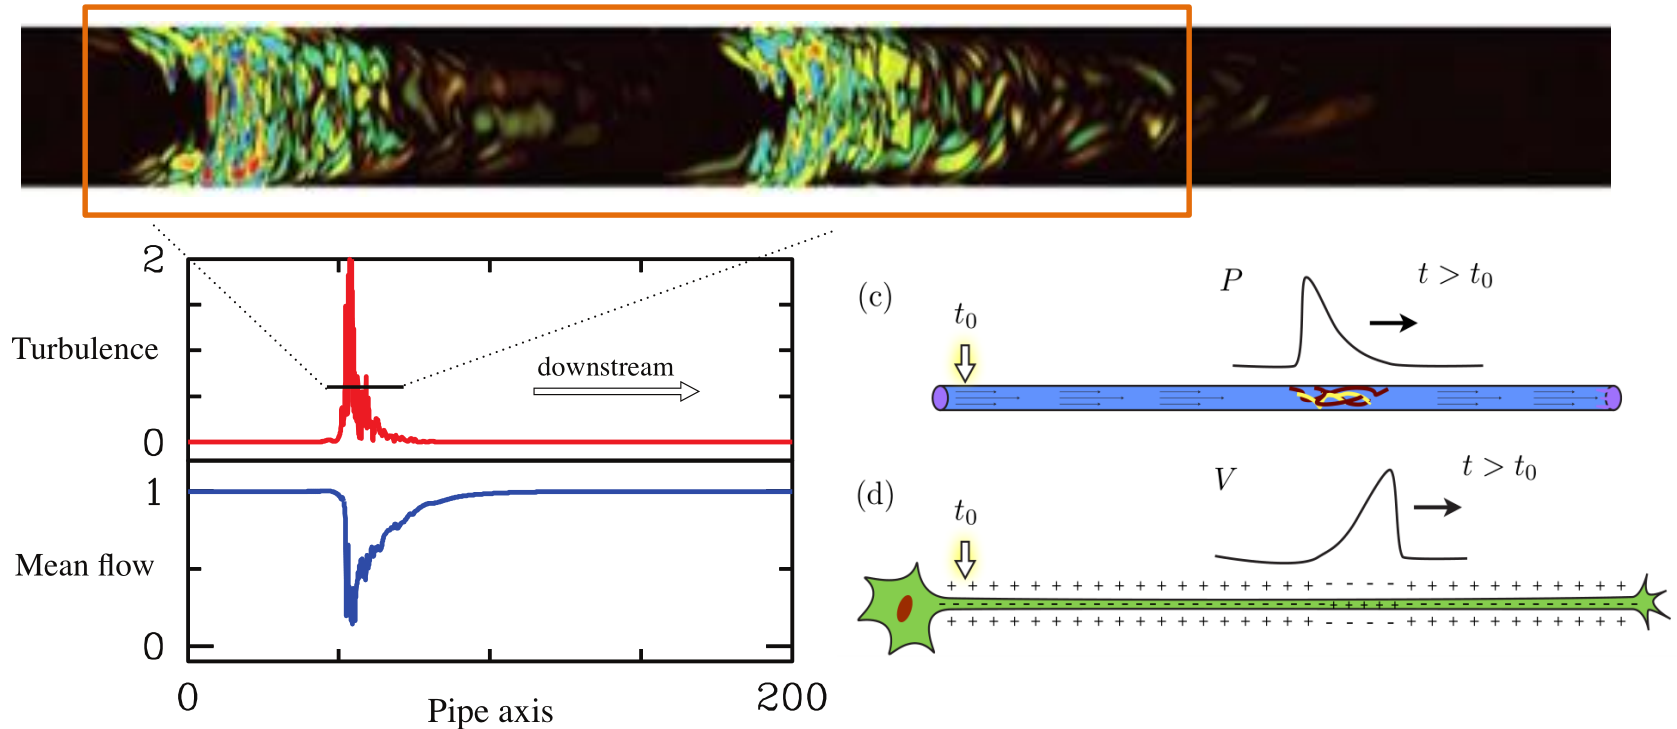 2
Turbulence
downstream
0
1
Mean flow
0
0
200
Pipe axis
(c)
t₀
P
t > t₀
(d)
t₀
V
t > t₀
+ + + + + + + + + + + + + + + + + + - - - - + + + + + + + + + + +
- - - - - - - - - - - - - - - - - - + + + + + - - - - - - - - - - -
+ + + + + + + + + + + + + + + + + + - - - - + + + + + + + + + + +